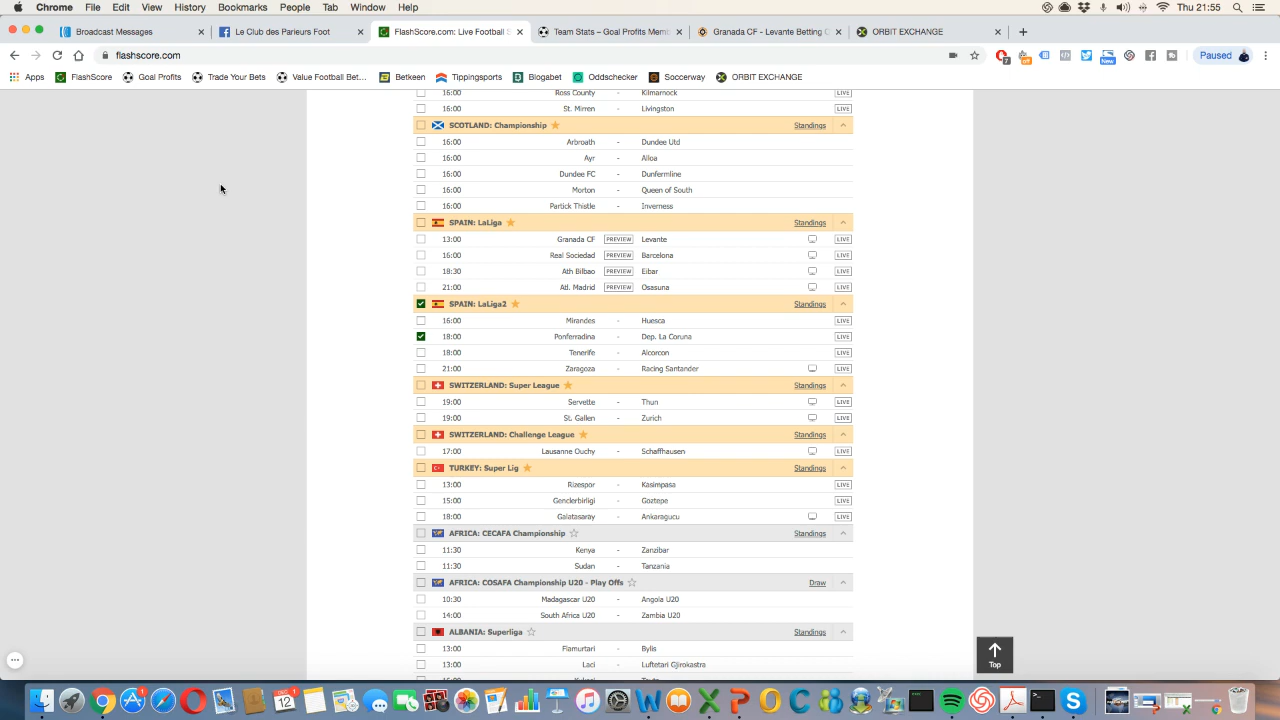 Chrome File Edit View History Bookmarks People Tab Window Help Thu 21:55
Broadcast Messages × Le Club des Parieurs Foot × FlashScore.com: Live Football S × Team Stats – Goal Profits Mem × Granada CF - Levante Betting O × ORBIT EXCHANGE × +
flashscore.com 7 off New Paused
Apps FlashScore Goal Profits Trade Your Bets Value Football Bet... Betkeen Tippingsports Blogabet Oddschecker Soccerway ORBIT EXCHANGE
16:00 Ross County - Kilmarnock LIVE
16:00 St. Mirren - Livingston LIVE
SCOTLAND: Championship Standings
16:00 Arbroath - Dundee Utd
16:00 Ayr - Alloa
16:00 Dundee FC - Dunfermline
16:00 Morton - Queen of South
16:00 Partick Thistle - Inverness
SPAIN: LaLiga Standings
13:00 Granada CF PREVIEW Levante LIVE
16:00 Real Sociedad PREVIEW Barcelona LIVE
18:30 Ath Bilbao PREVIEW Eibar LIVE
21:00 Atl. Madrid PREVIEW Osasuna LIVE
SPAIN: LaLiga2 Standings
16:00 Mirandes - Huesca LIVE
18:00 Ponferradina - Dep. La Coruna LIVE
18:00 Tenerife - Alcorcon LIVE
21:00 Zaragoza - Racing Santander LIVE
SWITZERLAND: Super League Standings
19:00 Servette - Thun LIVE
19:00 St. Gallen - Zurich LIVE
SWITZERLAND: Challenge League Standings
17:00 Lausanne Ouchy - Schaffhausen LIVE
TURKEY: Super Lig Standings
13:00 Rizespor - Kasimpasa LIVE
15:00 Genclerbirligi - Goztepe LIVE
18:00 Galatasaray - Ankaragucu LIVE
AFRICA: CECAFA Championship Standings
11:30 Kenya - Zanzibar
11:30 Sudan - Tanzania
AFRICA: COSAFA Championship U20 - Play Offs Draw
10:30 Madagascar U20 - Angola U20
14:00 South Africa U20 - Zambia U20
ALBANIA: Superliga Standings
13:00 Flamurtari - Bylis
13:00 Laci - Luftetari Gjirokastra
Top
DEC 12 1